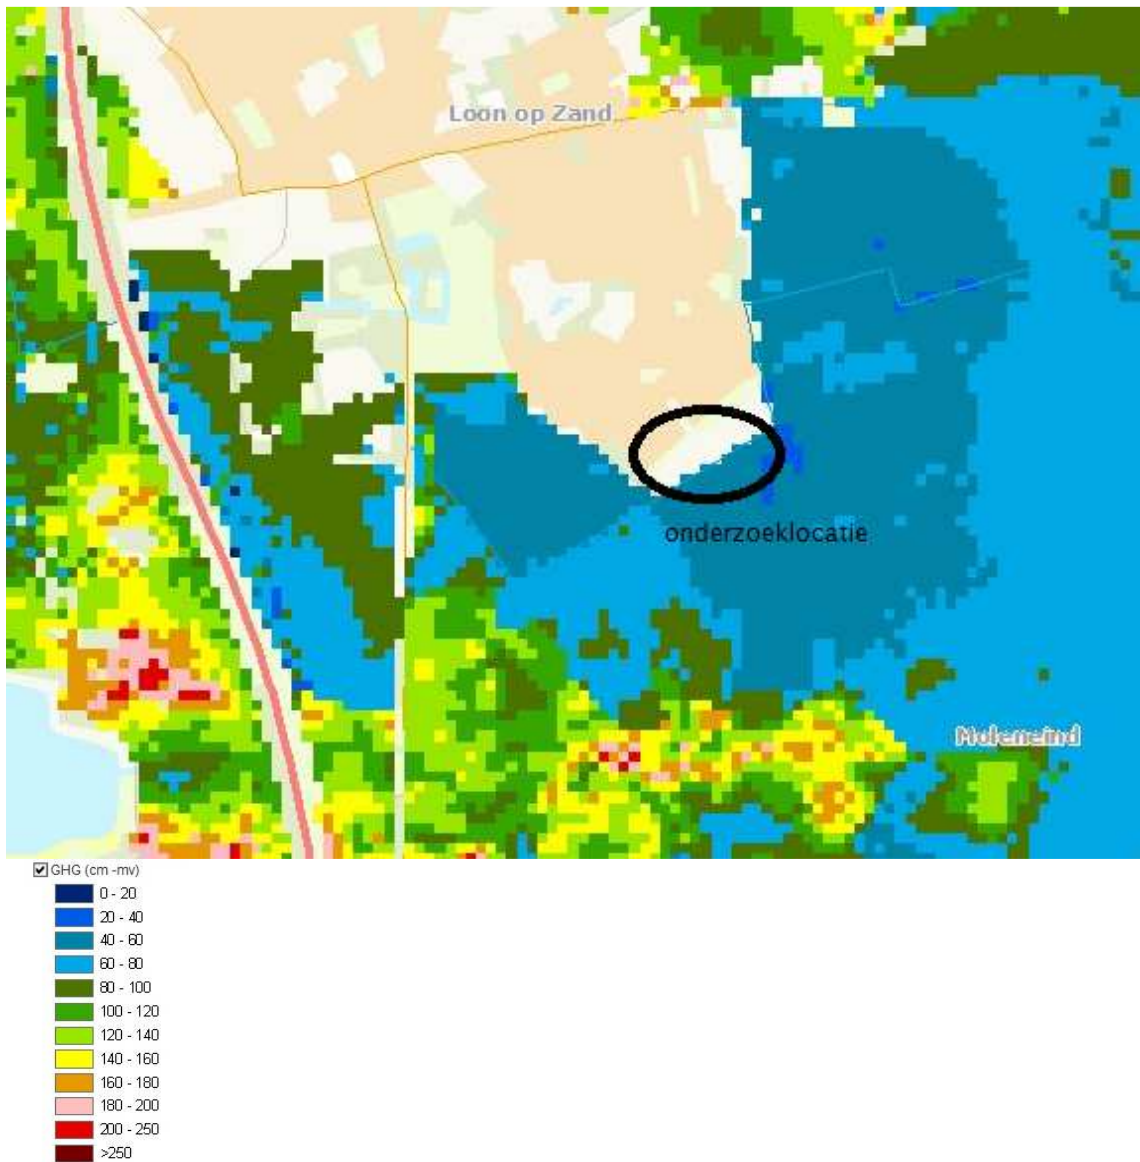 Loon op Zand
onderzoeklocatie
Moleneind
GHG (cm -mv)
0 - 20
20 - 40
40 - 60
60 - 80
80 - 100
100 - 120
120 - 140
140 - 160
160 - 180
180 - 200
200 - 250
>250